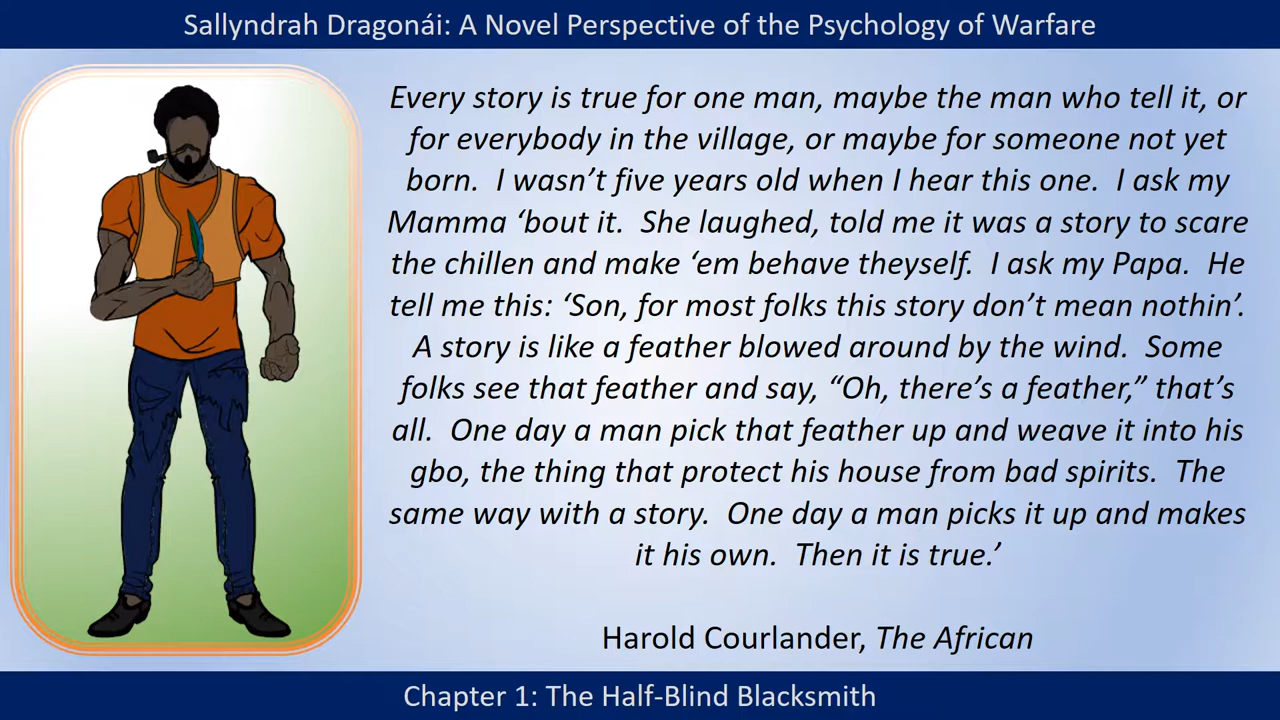 Sallyndrah Dragonái: A Novel Perspective of the Psychology of Warfare
Every story is true for one man, maybe the man who tell it, or
for everybody in the village, or maybe for someone not yet
born.  I wasn’t five years old when I hear this one.  I ask my
Mamma ‘bout it.  She laughed, told me it was a story to scare
the chillen and make ‘em behave theyself.  I ask my Papa.  He
tell me this: ‘Son, for most folks this story don’t mean nothin’.
A story is like a feather blowed around by the wind.  Some
folks see that feather and say, “Oh, there’s a feather,” that’s
all.  One day a man pick that feather up and weave it into his
gbo, the thing that protect his house from bad spirits.  The
same way with a story.  One day a man picks it up and makes
it his own.  Then it is true.’
Harold Courlander, The African
Chapter 1: The Half-Blind Blacksmith